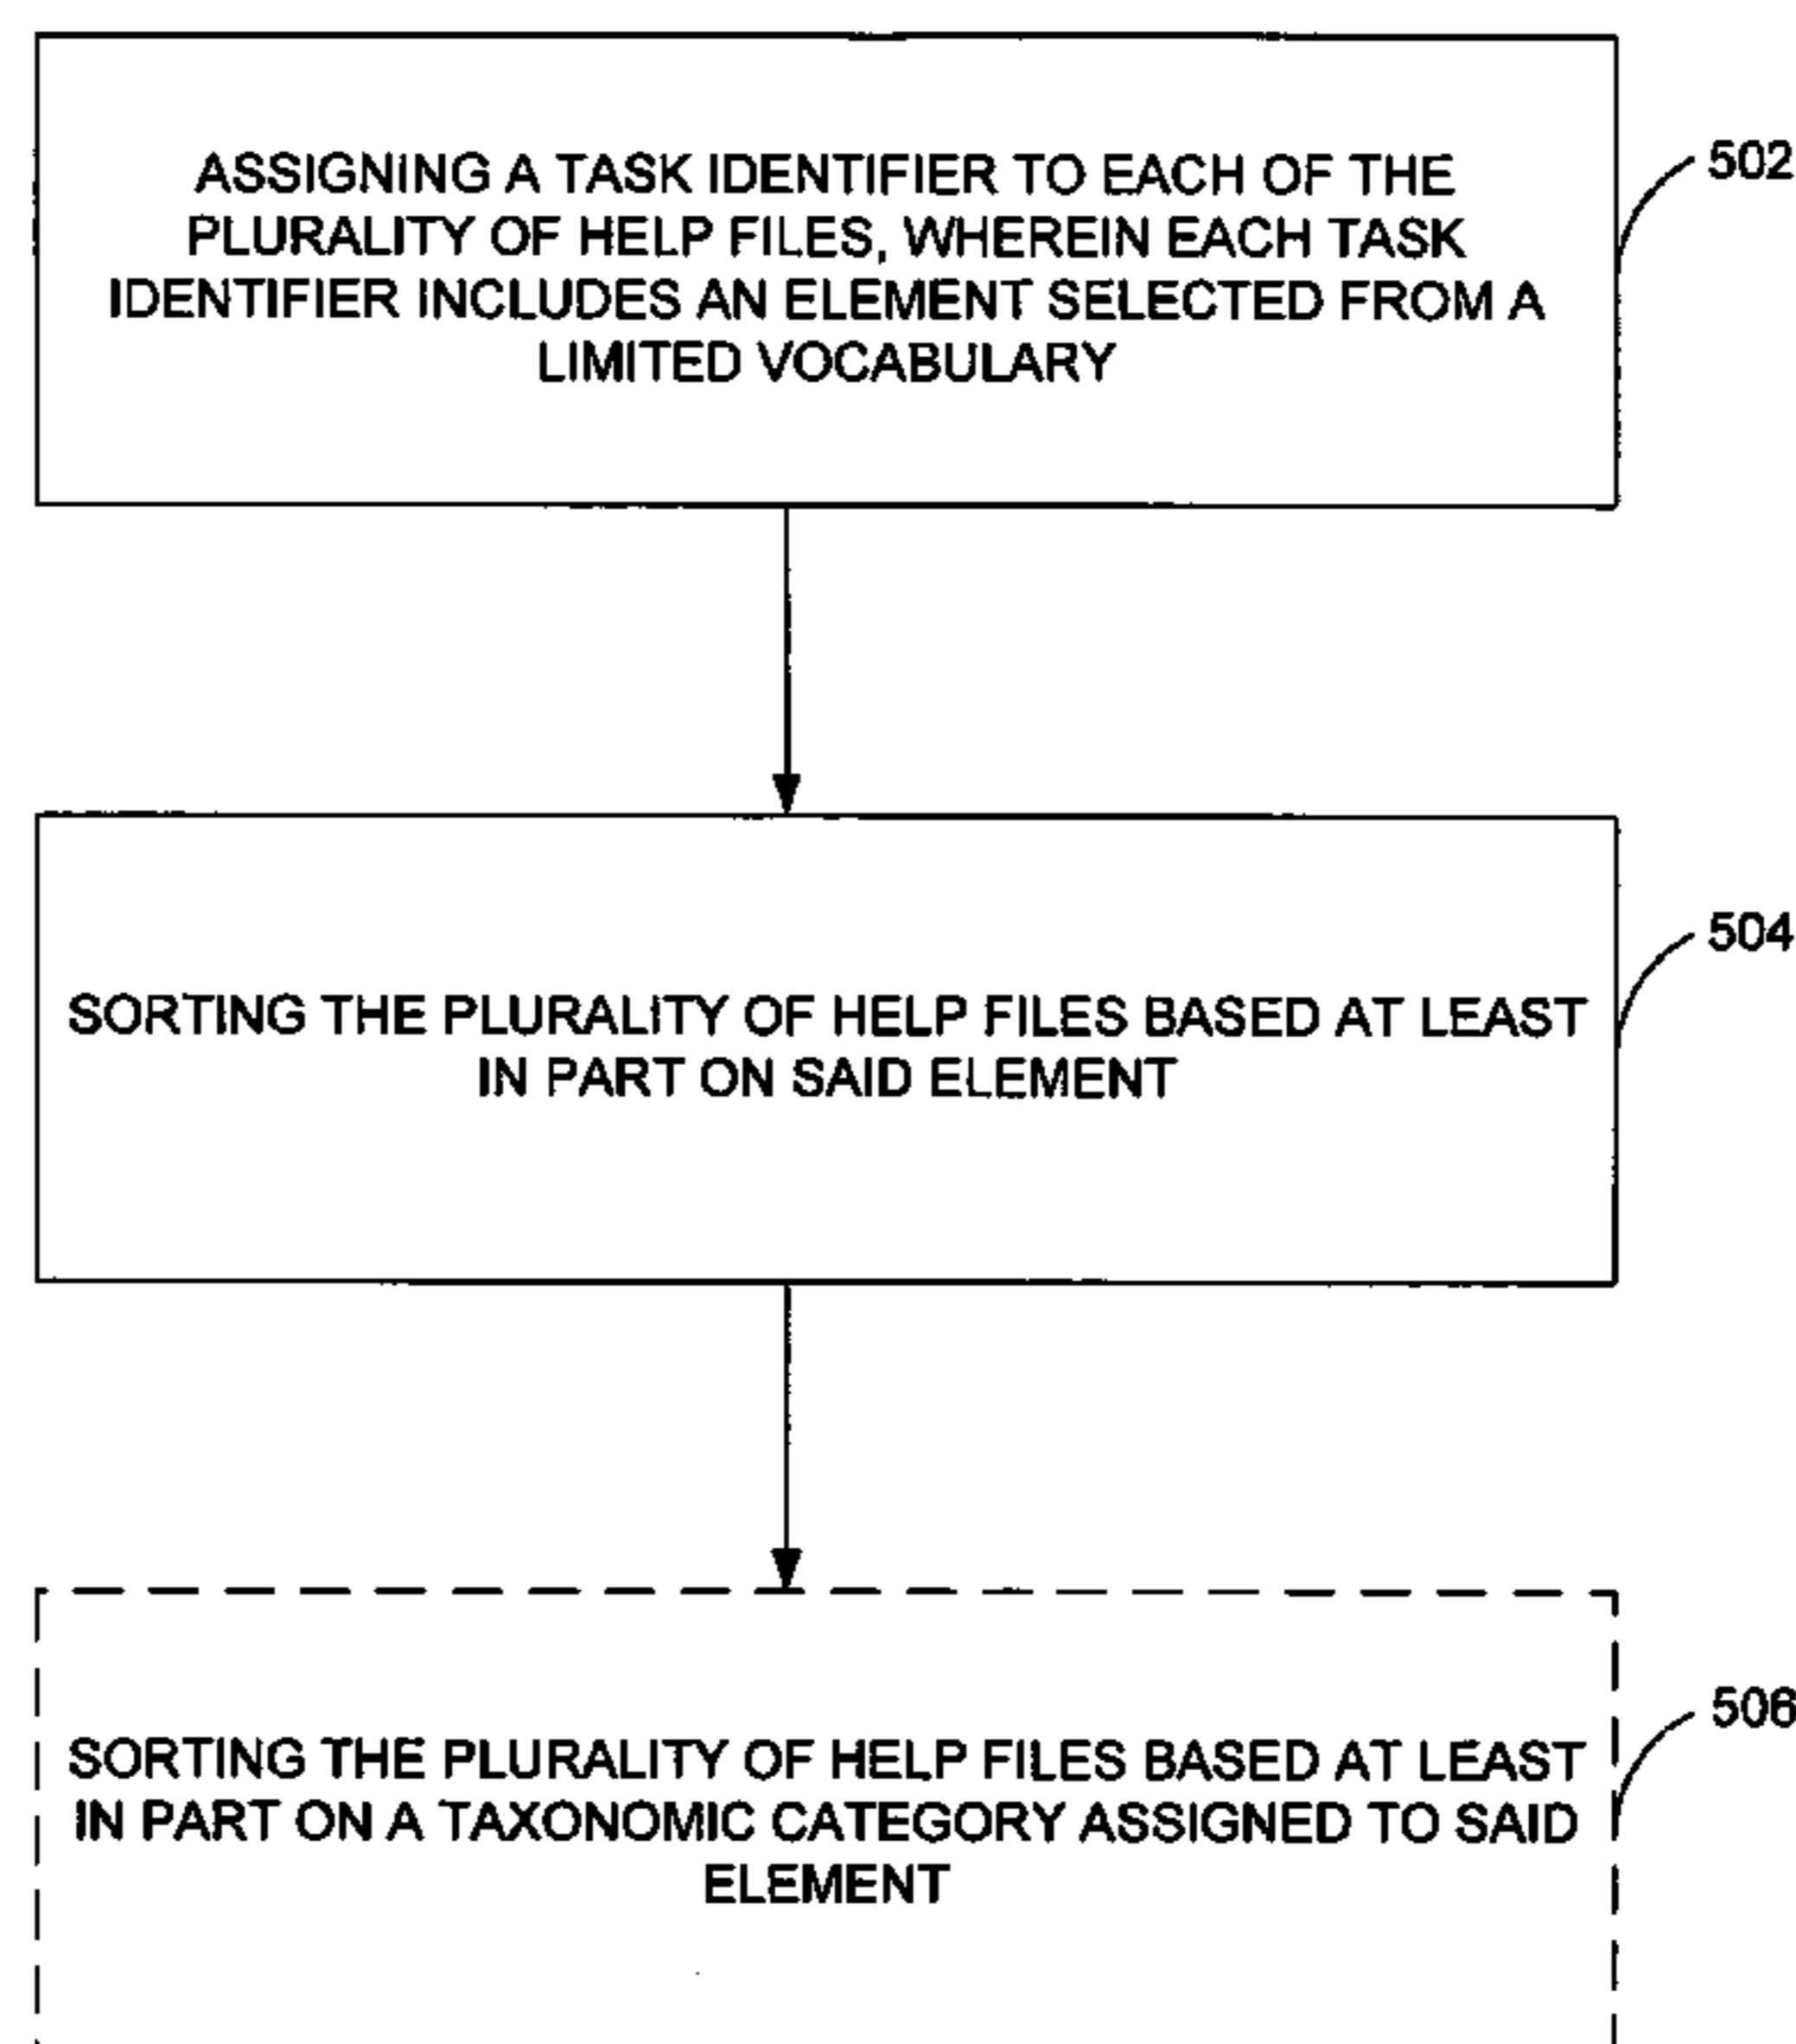 ASSIGNING A TASK IDENTIFIER TO EACH OF THE
PLURALITY OF HELP FILES, WHEREIN EACH TASK
IDENTIFIER INCLUDES AN ELEMENT SELECTED FROM A
LIMITED VOCABULARY
502
SORTING THE PLURALITY OF HELP FILES BASED AT LEAST
IN PART ON SAID ELEMENT
504
SORTING THE PLURALITY OF HELP FILES BASED AT LEAST
IN PART ON A TAXONOMIC CATEGORY ASSIGNED TO SAID
ELEMENT
506